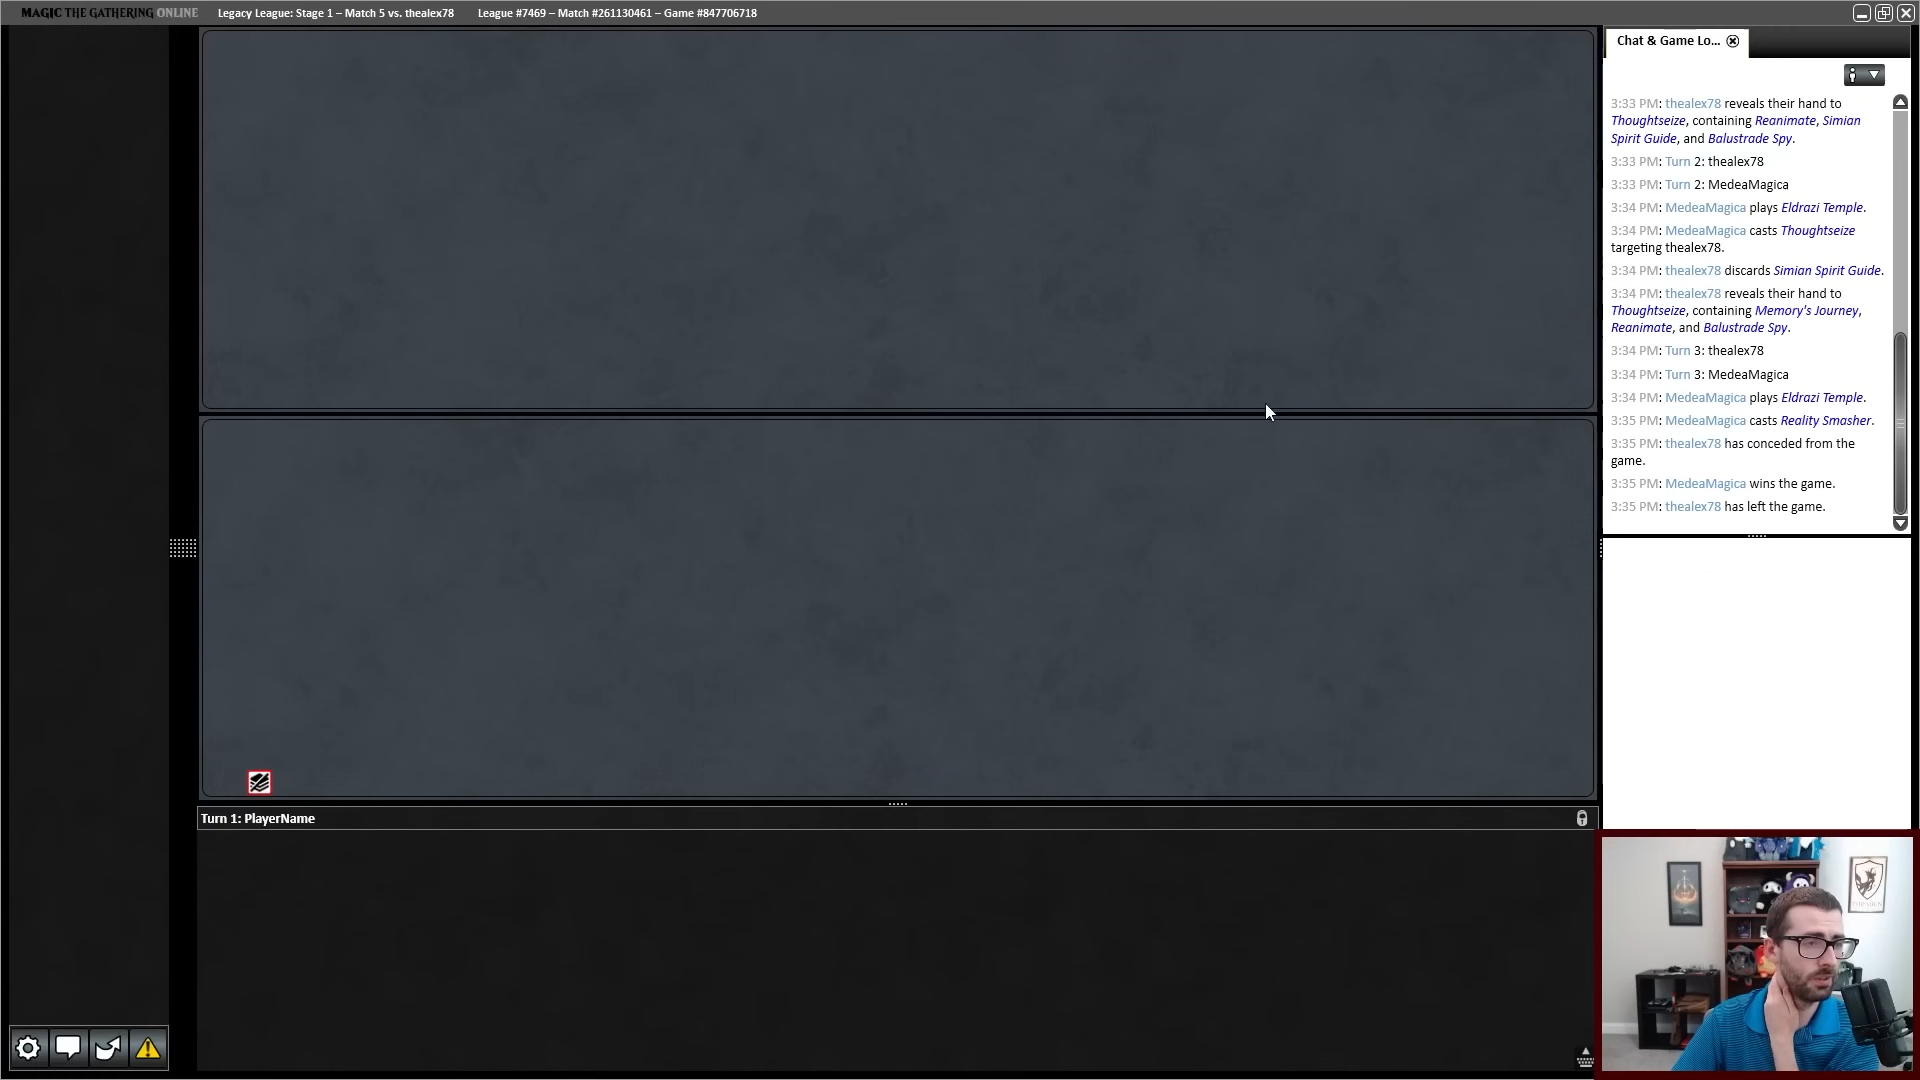 MAGIC THE GATHERING ONLINE Legacy League: Stage 1 – Match 5 vs. thealex78 League #7469 – Match #261130461 – Game #847706718
Chat & Game Lo...
3:33 PM: thealex78 reveals their hand to
Thoughtseize, containing Reanimate, Simian
Spirit Guide, and Balustrade Spy.
3:33 PM: Turn 2: thealex78
3:33 PM: Turn 2: MedeaMagica
3:34 PM: MedeaMagica plays Eldrazi Temple.
3:34 PM: MedeaMagica casts Thoughtseize
targeting thealex78.
3:34 PM: thealex78 discards Simian Spirit Guide.
3:34 PM: thealex78 reveals their hand to
Thoughtseize, containing Memory's Journey,
Reanimate, and Balustrade Spy.
3:34 PM: Turn 3: thealex78
3:34 PM: Turn 3: MedeaMagica
3:34 PM: MedeaMagica plays Eldrazi Temple.
3:35 PM: MedeaMagica casts Reality Smasher.
3:35 PM: thealex78 has conceded from the
game.
3:35 PM: MedeaMagica wins the game.
3:35 PM: thealex78 has left the game.
Turn 1: PlayerName